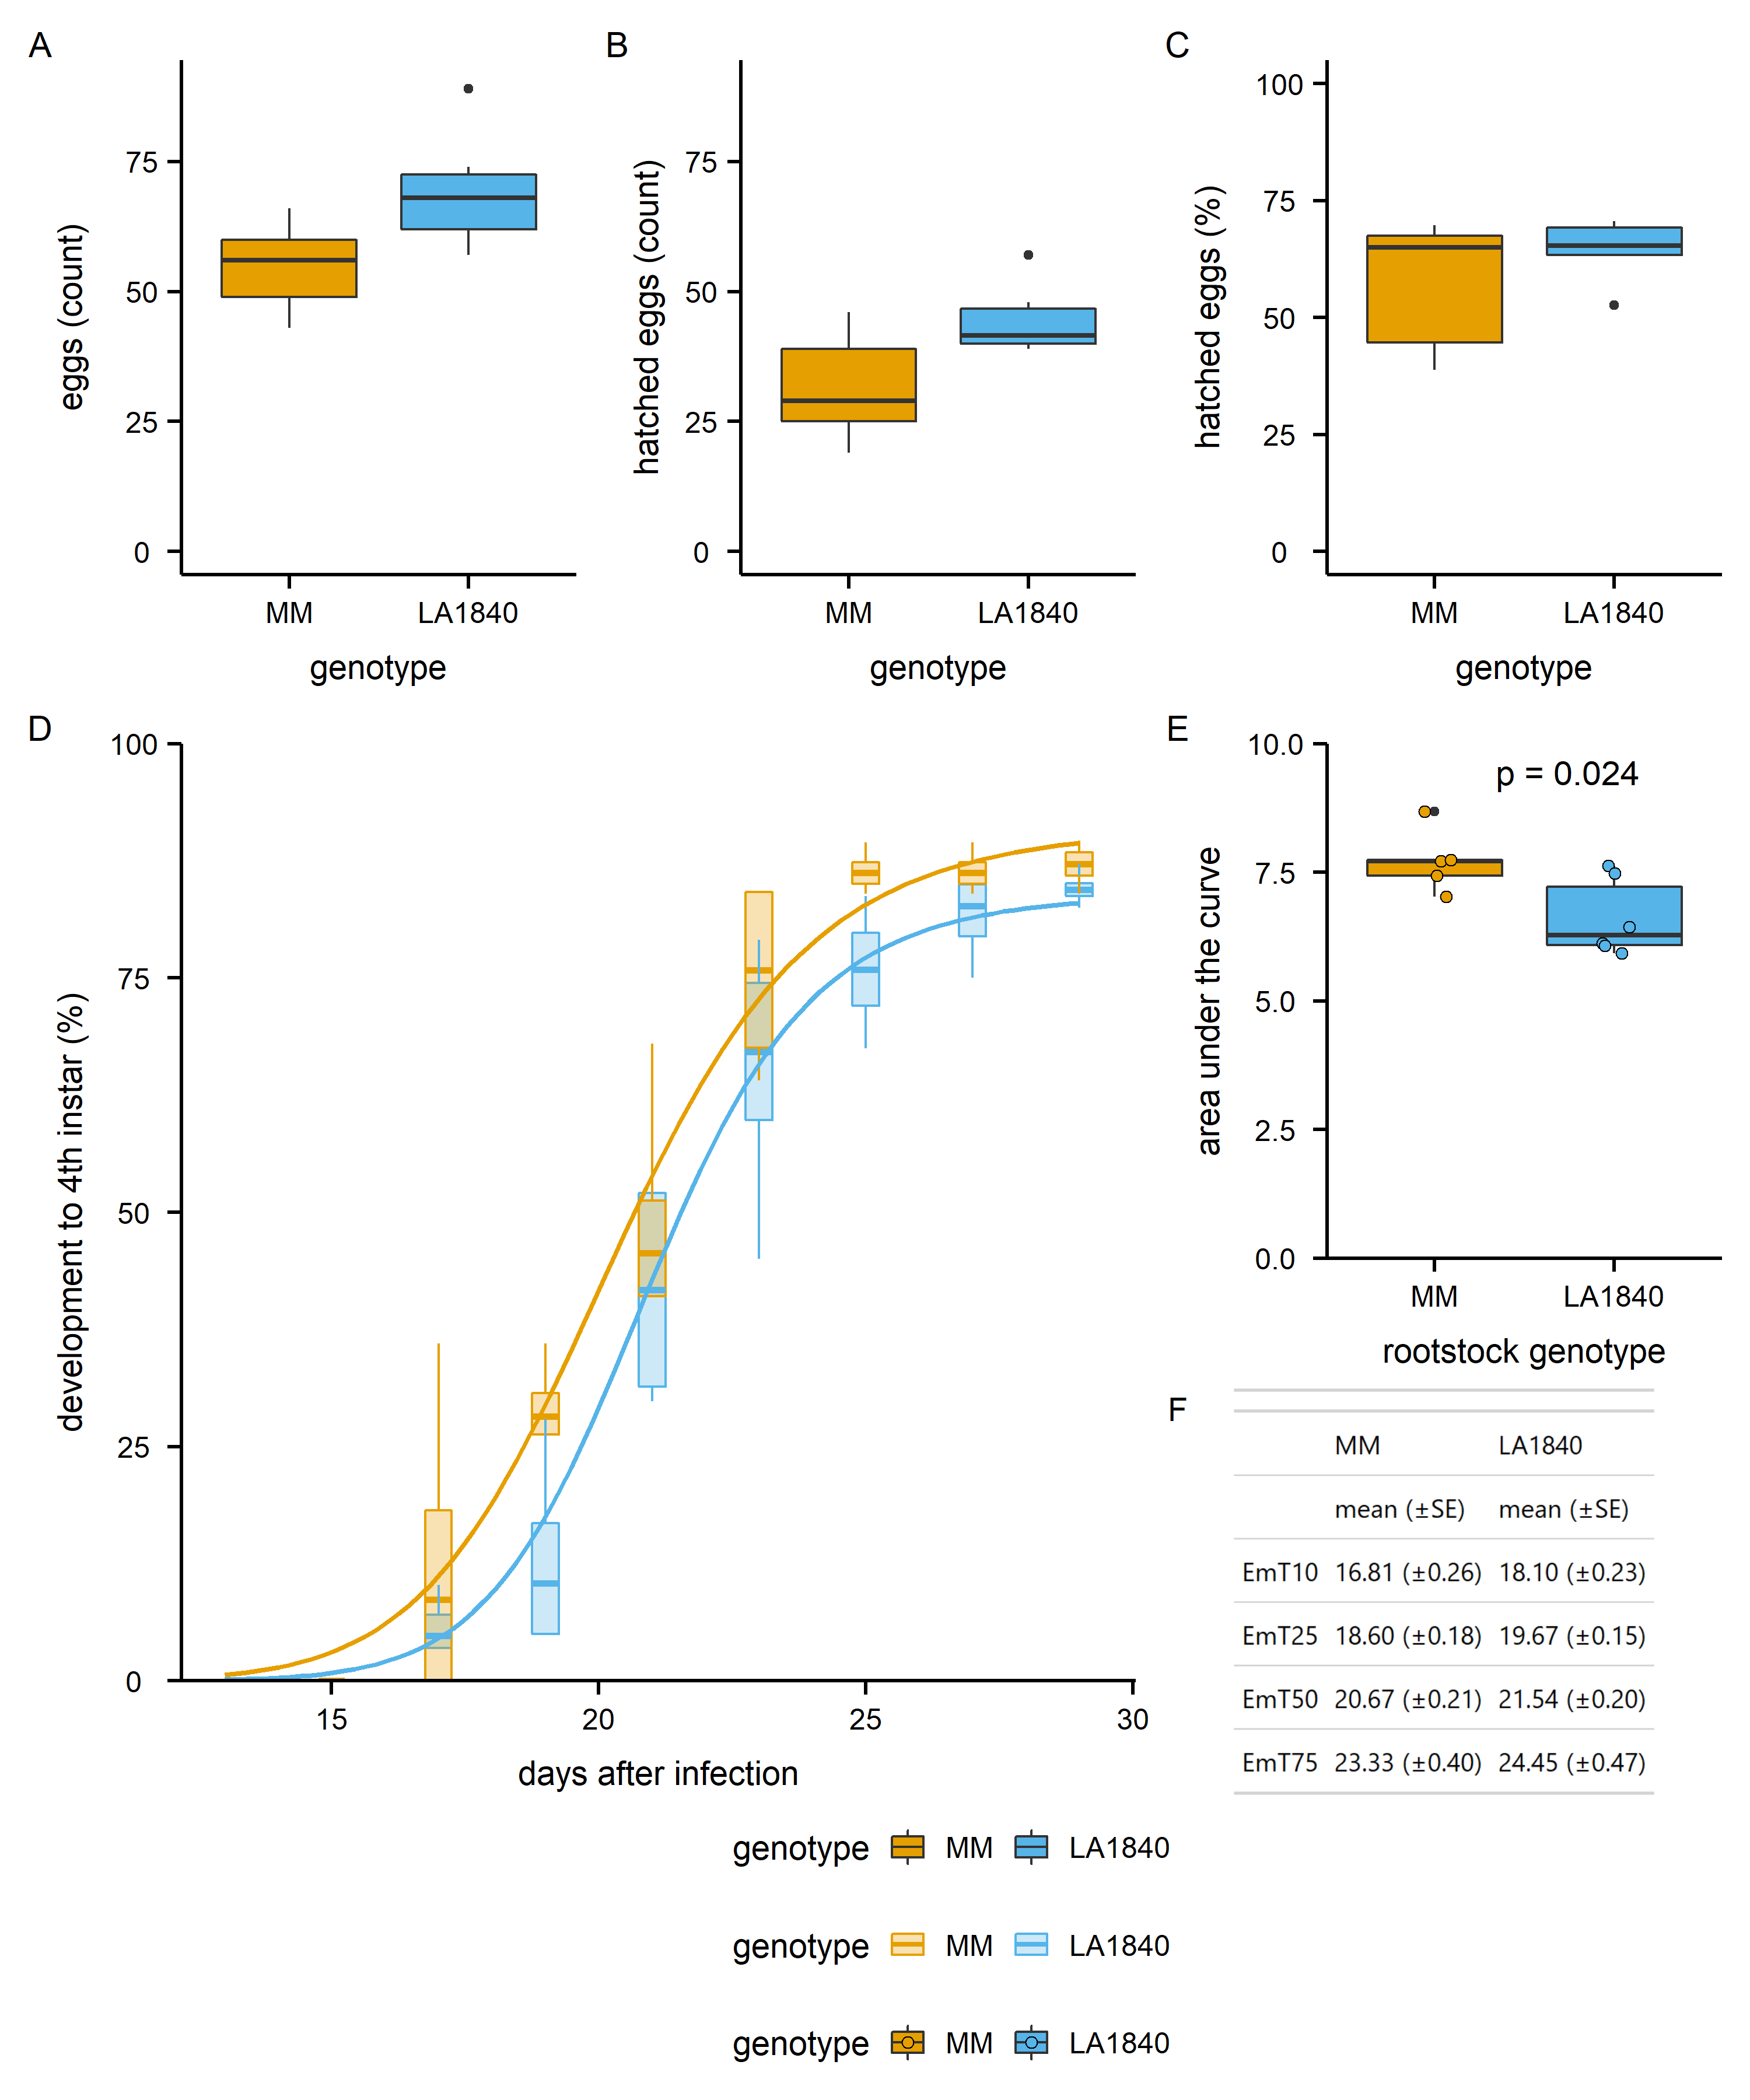 A
eggs (count)
75
50
25
0
MM LA1840
genotype
B
hatched eggs (count)
75
50
25
0
MM LA1840
genotype
C
hatched eggs (%)
100
75
50
25
0
MM LA1840
genotype
D
development to 4th instar (%)
100
75
50
25
0
15 20 25 30
days after infection
E
area under the curve
10.0
7.5
5.0
2.5
0.0
p = 0.024
MM LA1840
rootstock genotype
F
MM LA1840
mean (±SE) mean (±SE)
EmT10 16.81 (±0.26) 18.10 (±0.23)
EmT25 18.60 (±0.18) 19.67 (±0.15)
EmT50 20.67 (±0.21) 21.54 (±0.20)
EmT75 23.33 (±0.40) 24.45 (±0.47)
genotype MM LA1840
genotype MM LA1840
genotype MM LA1840